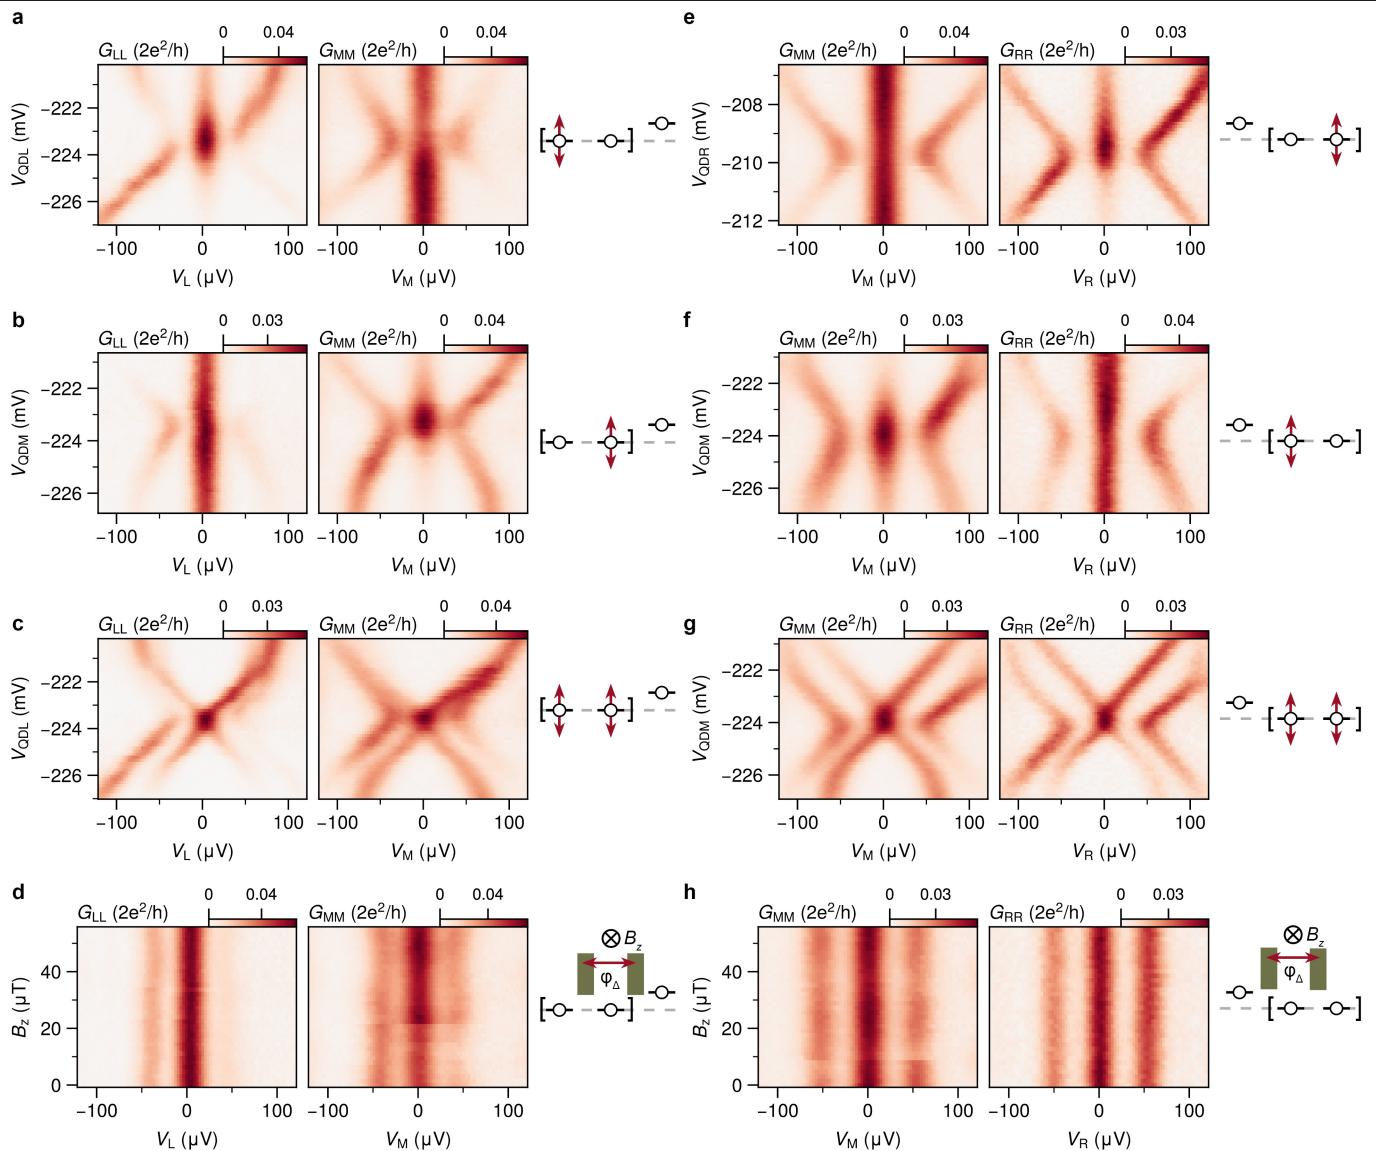 a
0 0.04
G_LL (2e²/h)
0 0.04
G_MM (2e²/h)
V_QDL (mV)
−222
−224
−226
−100 0 100
V_L (µV)
−100 0 100
V_M (µV)
e
0 0.04
G_MM (2e²/h)
0 0.03
G_RR (2e²/h)
V_QDR (mV)
−208
−210
−212
−100 0 100
V_M (µV)
−100 0 100
V_R (µV)
b
0 0.03
G_LL (2e²/h)
0 0.04
G_MM (2e²/h)
V_QDM (mV)
−222
−224
−226
−100 0 100
V_L (µV)
−100 0 100
V_M (µV)
f
0 0.03
G_MM (2e²/h)
0 0.04
G_RR (2e²/h)
V_QDM (mV)
−222
−224
−226
−100 0 100
V_M (µV)
−100 0 100
V_R (µV)
c
0 0.03
G_LL (2e²/h)
0 0.04
G_MM (2e²/h)
V_QDL (mV)
−222
−224
−226
−100 0 100
V_L (µV)
−100 0 100
V_M (µV)
g
0 0.03
G_MM (2e²/h)
0 0.03
G_RR (2e²/h)
V_QDM (mV)
−222
−224
−226
−100 0 100
V_M (µV)
−100 0 100
V_R (µV)
d
0 0.04
G_LL (2e²/h)
0 0.04
G_MM (2e²/h)
B_z (µT)
40
20
0
−100 0 100
V_L (µV)
−100 0 100
V_M (µV)
B_z
φ_Δ
h
0 0.03
G_MM (2e²/h)
0 0.03
G_RR (2e²/h)
B_z (µT)
40
20
0
−100 0 100
V_M (µV)
−100 0 100
V_R (µV)
B_z
φ_Δ